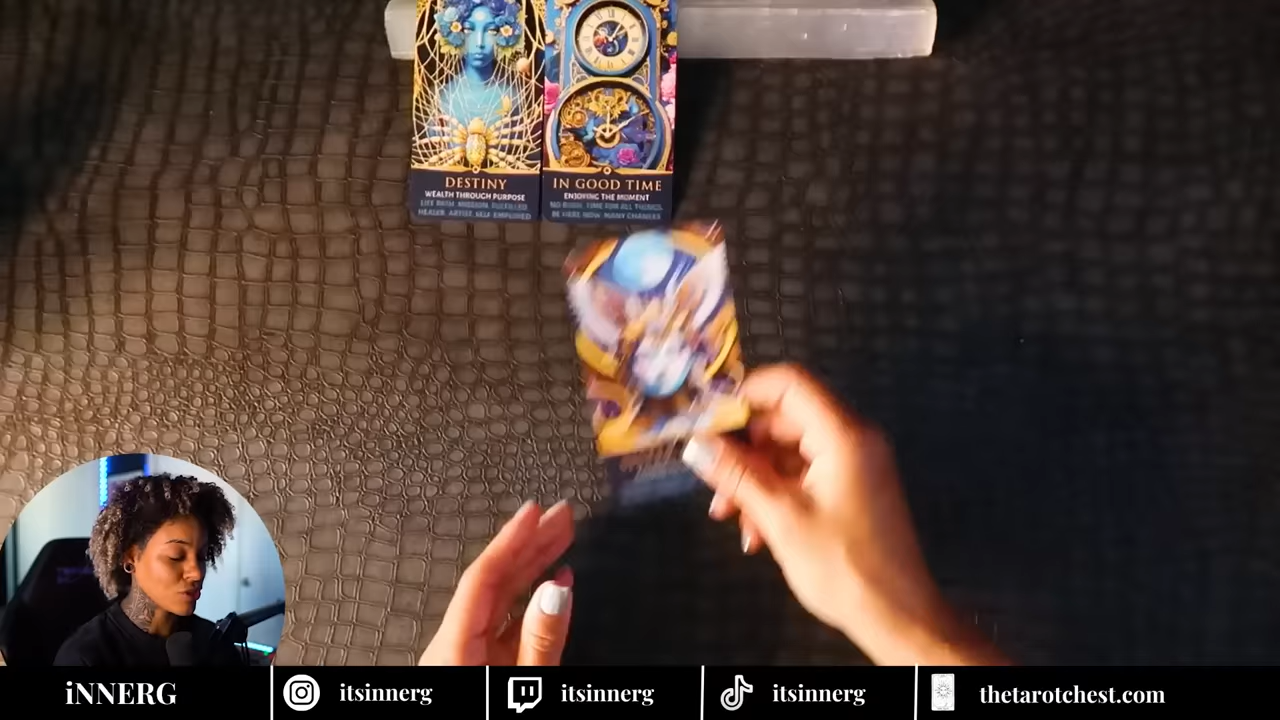 DESTINY
WEALTH THROUGH PURPOSE
LIFE PATH, MISSION, FULFILLED
HEALER, ARTIST, SELF EMPLOYED
IN GOOD TIME
ENJOYING THE MOMENT
NO RUSH, TIME FOR ALL THINGS,
BE HERE NOW, MANY CHANCES
iNNERG
itsinnerg
itsinnerg
itsinnerg
thetarotchest.com